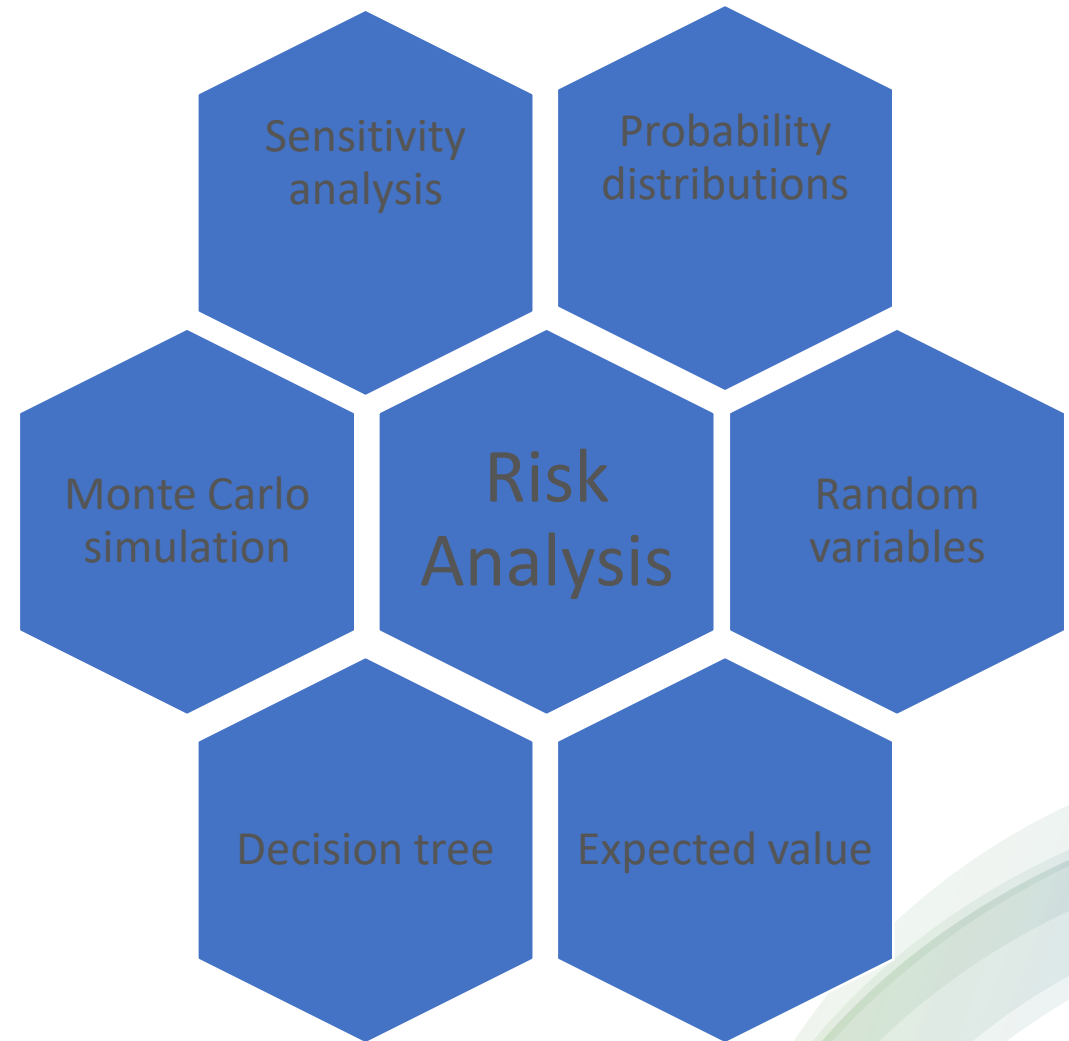 Sensitivity
analysis
Probability
distributions
Monte Carlo
simulation
Risk
Analysis
Random
variables
Decision tree
Expected value